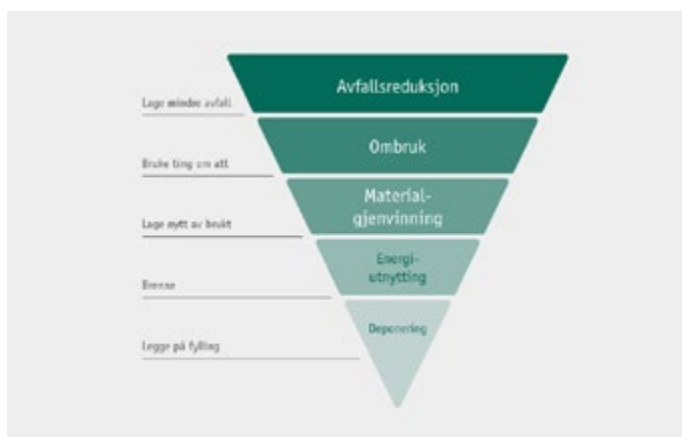 Avfallsreduksjon
Lage mindre avfall
Ombruk
Bruke ting om att
Material-
gjenvinning
Lage nytt av brukt
Energi-
utnytting
Brenne
Deponering
Legge på fylling